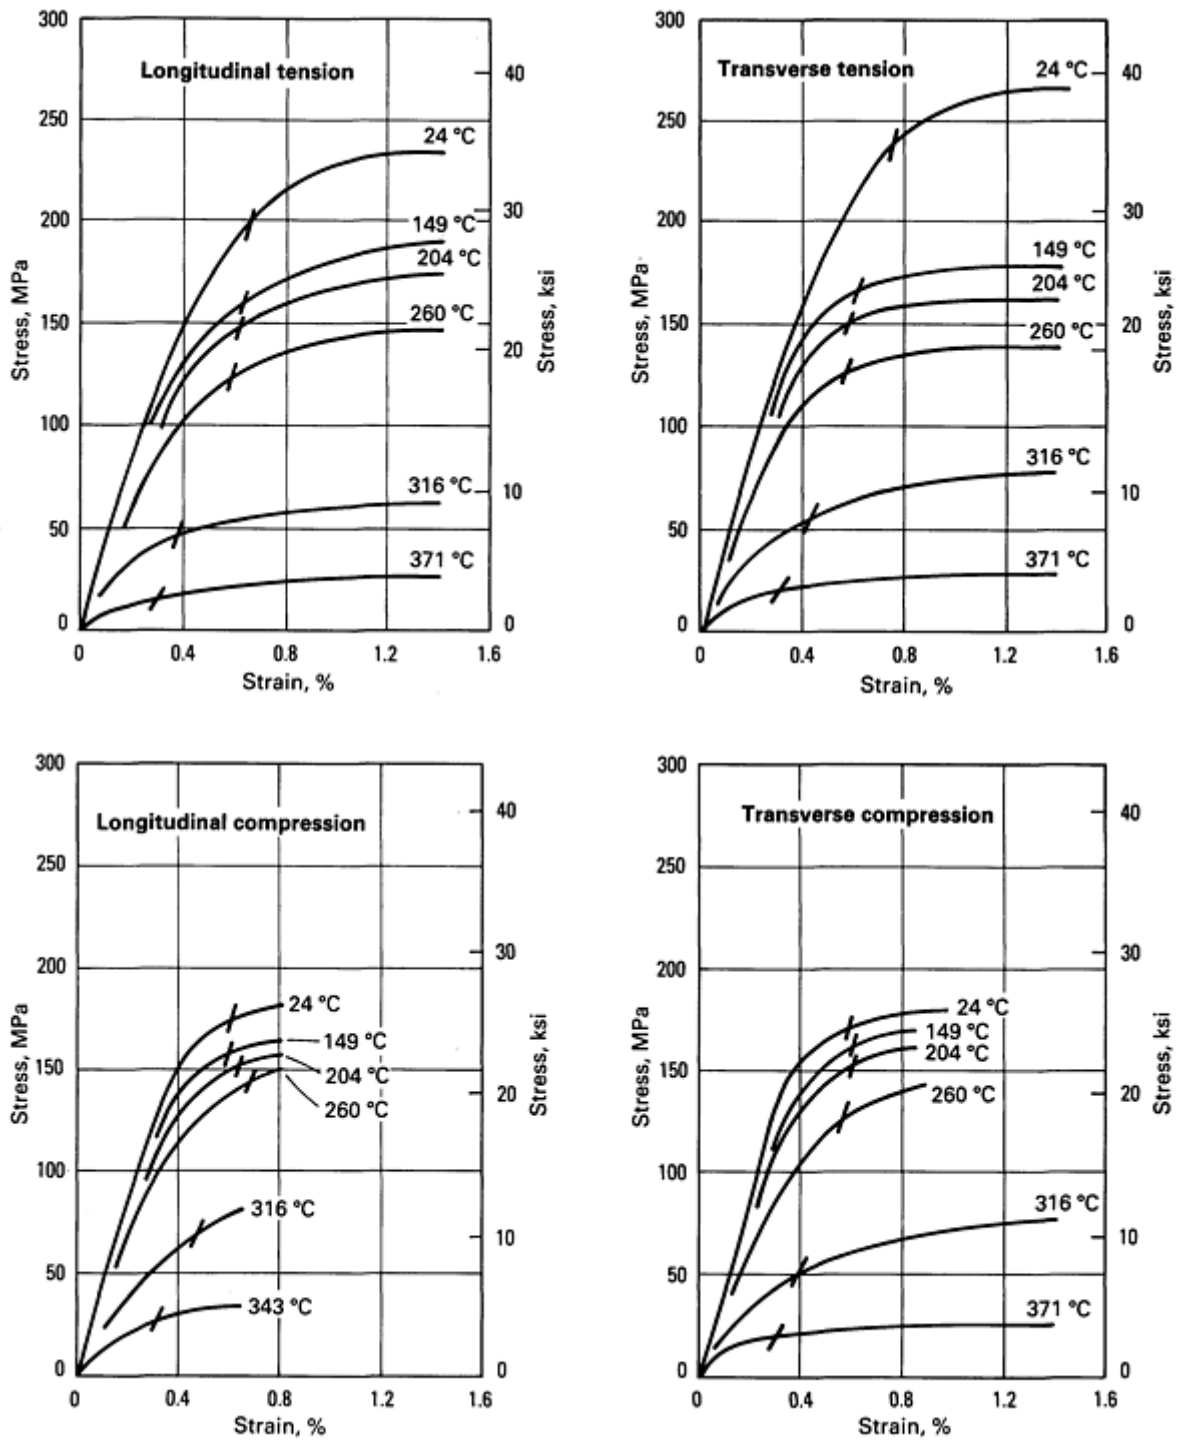 300
Longitudinal tension
40
24 °C
250
200
30
149 °C
204 °C
260 °C
150
20
100
316 °C
10
50
371 °C
0
0
0
0.4
0.8
1.2
1.6
Strain, %
Stress, MPa
Stress, ksi
300
Transverse tension
24 °C
40
250
200
30
149 °C
204 °C
260 °C
150
20
100
316 °C
10
50
371 °C
0
0
0
0.4
0.8
1.2
1.6
Strain, %
Stress, MPa
Stress, ksi
300
Longitudinal compression
40
250
30
200
24 °C
149 °C
204 °C
260 °C
150
20
100
316 °C
10
50
343 °C
0
0
0
0.4
0.8
1.2
1.6
Strain, %
Stress, MPa
Stress, ksi
300
Transverse compression
40
250
30
200
24 °C
149 °C
204 °C
260 °C
150
20
100
316 °C
10
50
371 °C
0
0
0
0.4
0.8
1.2
1.6
Strain, %
Stress, MPa
Stress, ksi